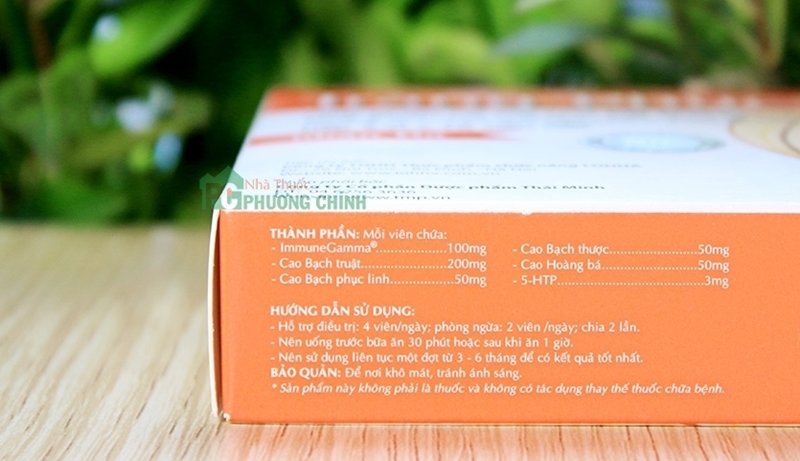 Nhà Thuốc
PHƯƠNG CHINH
Công ty Cổ phần Dược phẩm Thái Minh
THÀNH PHẦN: Mỗi viên chứa:
- ImmuneGamma®....................100mg
- Cao Bạch truật.......................200mg
- Cao Bạch phục linh..................50mg
- Cao Bạch thược.........................50mg
- Cao Hoàng bá...........................50mg
- 5-HTP.........................................3mg
HƯỚNG DẪN SỬ DỤNG:
- Hỗ trợ điều trị: 4 viên/ngày; phòng ngừa: 2 viên /ngày; chia 2 lần.
- Nên uống trước bữa ăn 30 phút hoặc sau khi ăn 1 giờ.
- Nên sử dụng liên tục một đợt từ 3 - 6 tháng để có kết quả tốt nhất.
BẢO QUẢN: Để nơi khô mát, tránh ánh sáng.
* Sản phẩm này không phải là thuốc và không có tác dụng thay thế thuốc chữa bệnh.